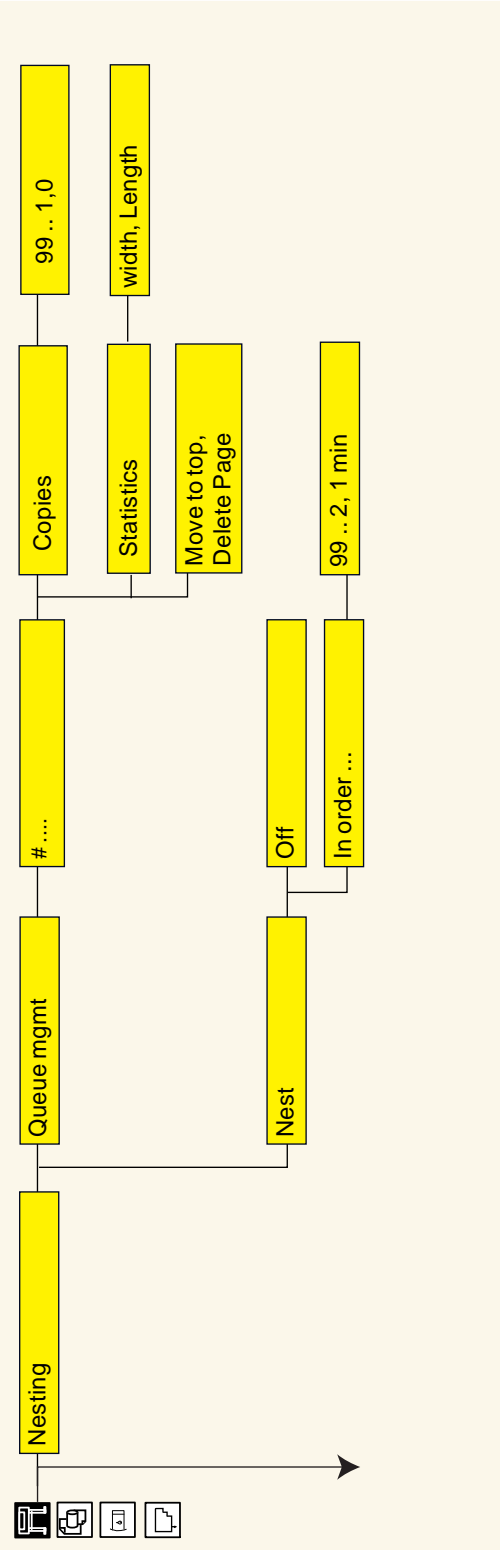 Nesting
Queue mgmt
# ....
Copies
99 .. 1,0
Statistics
width, Length
Move to top,
Delete Page
Nest
Off
In order ...
99 .. 2, 1 min